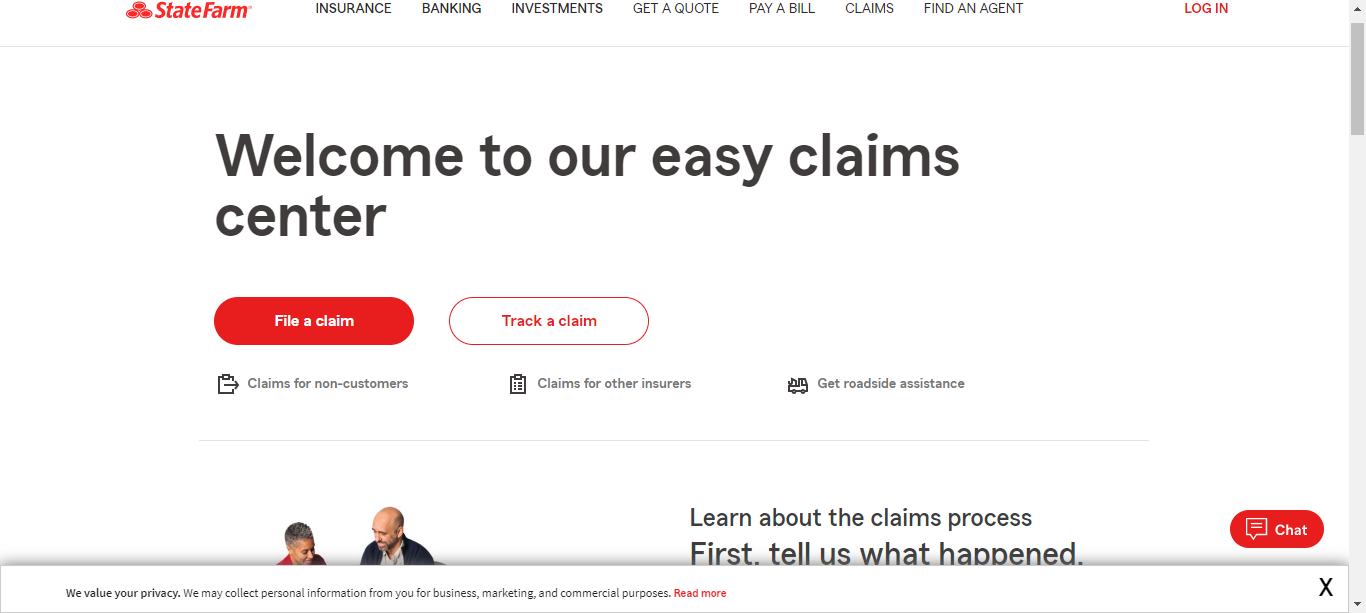 State Farm®
INSURANCE
BANKING
INVESTMENTS
GET A QUOTE
PAY A BILL
CLAIMS
FIND AN AGENT
LOG IN
Welcome to our easy claims
center
File a claim
Track a claim
Claims for non-customers
Claims for other insurers
Get roadside assistance
Learn about the claims process
First, tell us what happened.
Chat
We value your privacy. We may collect personal information from you for business, marketing, and commercial purposes. Read more
X